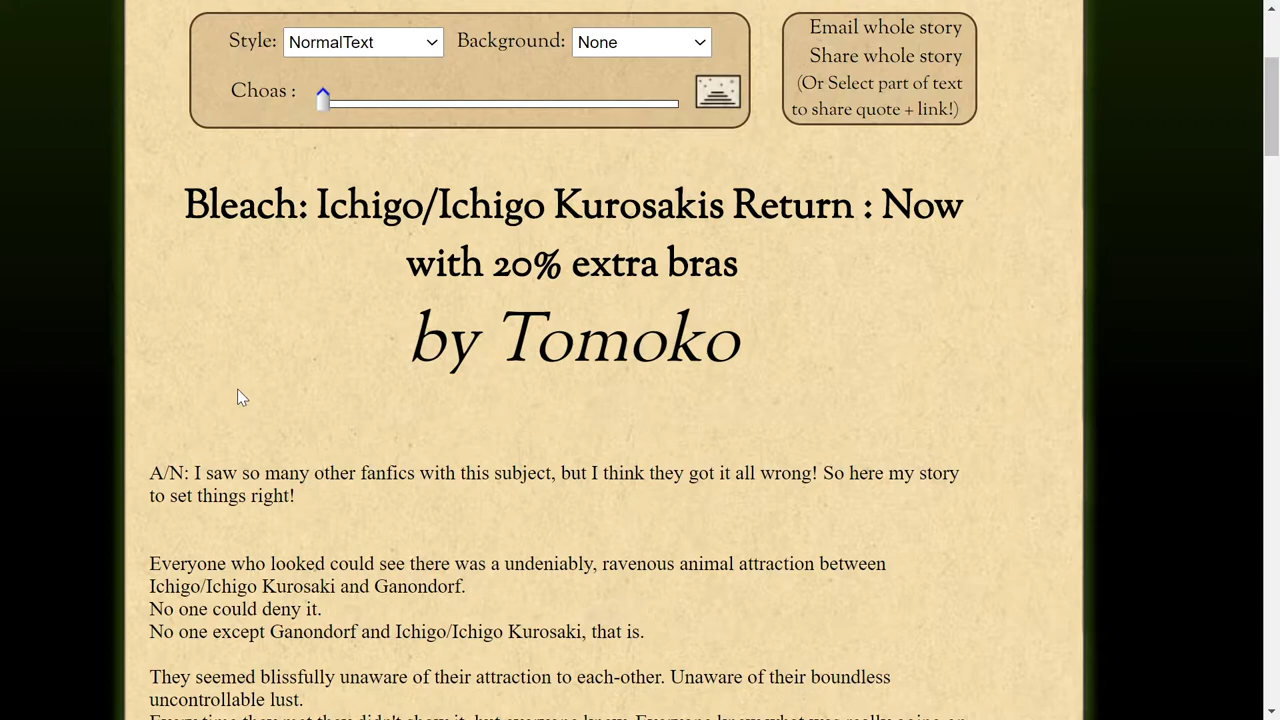 Style: NormalText Background: None
Choas :
Email whole story
Share whole story
(Or Select part of text
to share quote + link!)
Bleach: Ichigo/Ichigo Kurosakis Return : Now
with 20% extra bras
by Tomoko
A/N: I saw so many other fanfics with this subject, but I think they got it all wrong! So here my story
to set things right!
Everyone who looked could see there was a undeniably, ravenous animal attraction between
Ichigo/Ichigo Kurosaki and Ganondorf.
No one could deny it.
No one except Ganondorf and Ichigo/Ichigo Kurosaki, that is.
They seemed blissfully unaware of their attraction to each-other. Unaware of their boundless
uncontrollable lust.